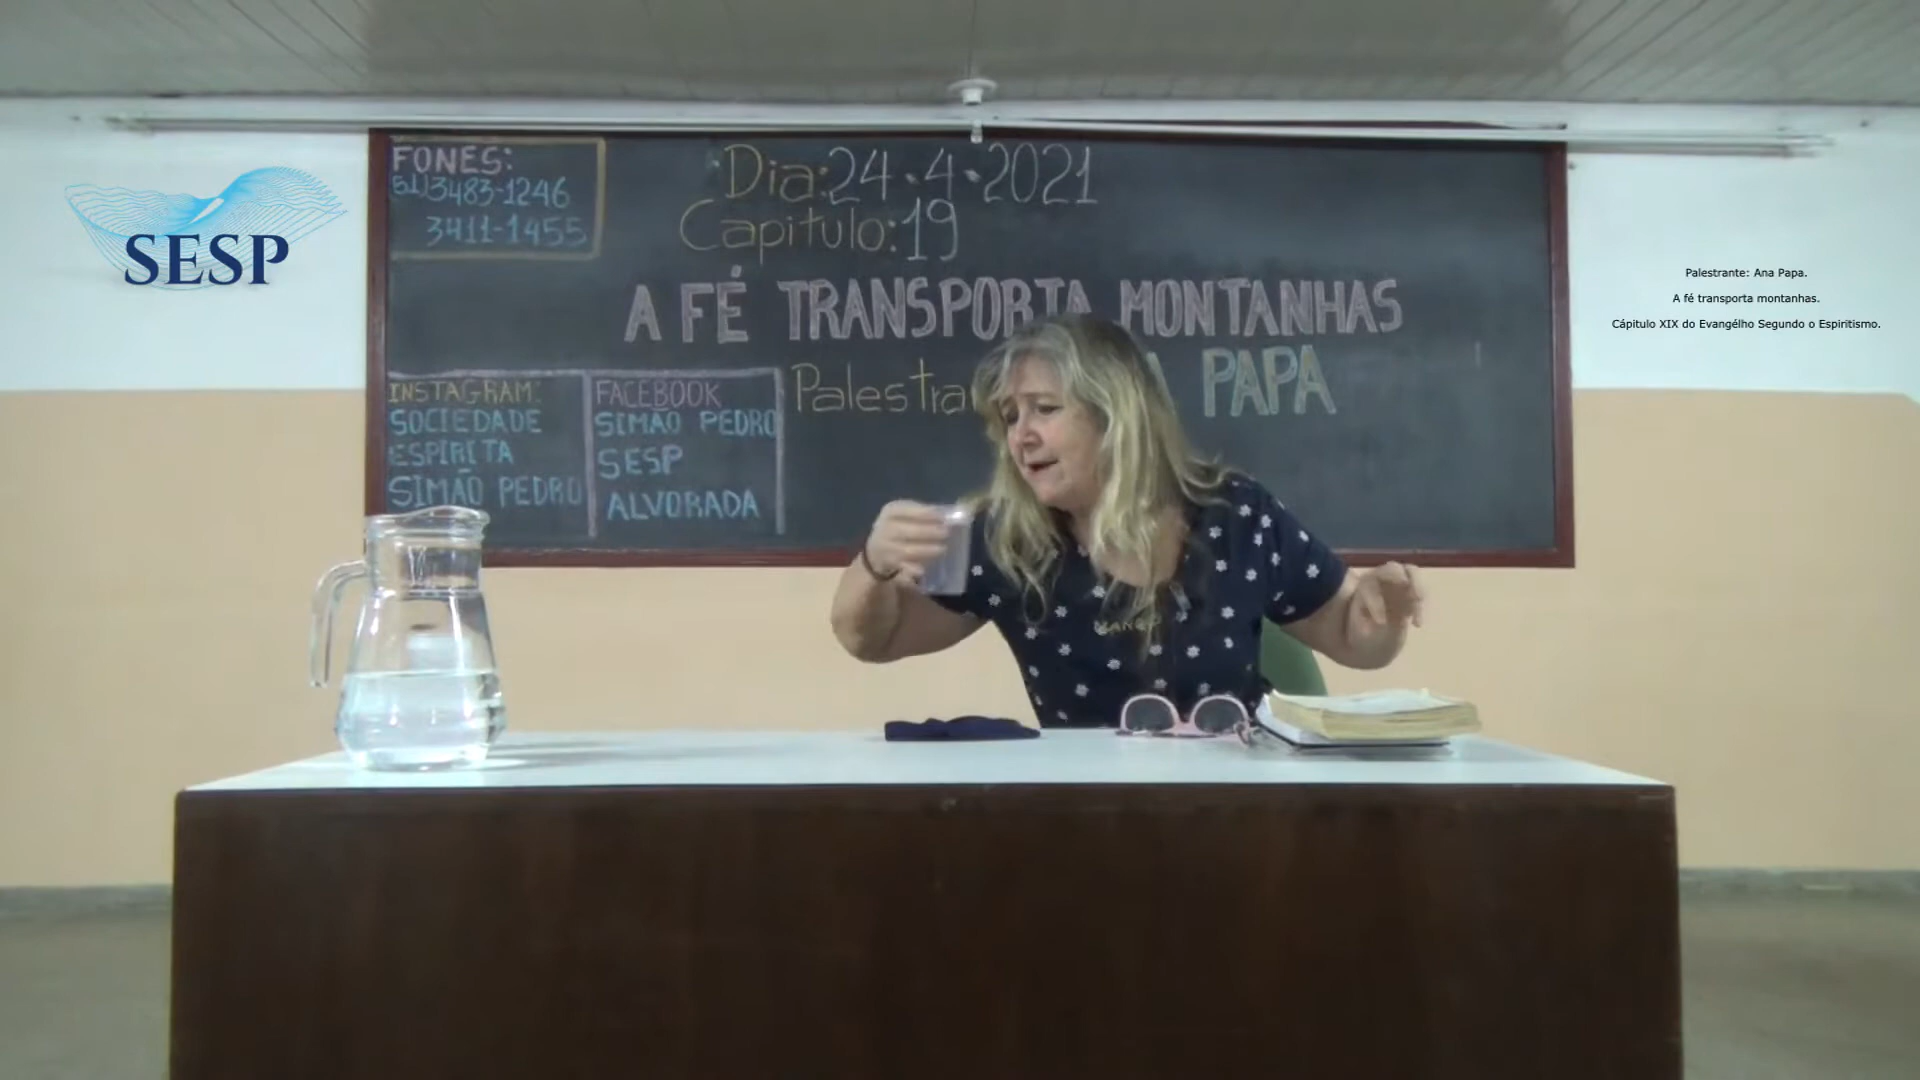 FONES:
51)3483-1246
3411-1455
Dia:24.4.2021
Capitulo:19
A FÉ TRANSPORTA MONTANHAS
Palestra
PAPA
INSTAGRAM:
SOCIEDADE
ESPIRITA
SIMÃO PEDRO
FACEBOOK
SIMÃO PEDRO
SESP
ALVORADA
SESP
Palestrante: Ana Papa.
A fé transporta montanhas.
Cápitulo XIX do Evangélho Segundo o Espiritismo.